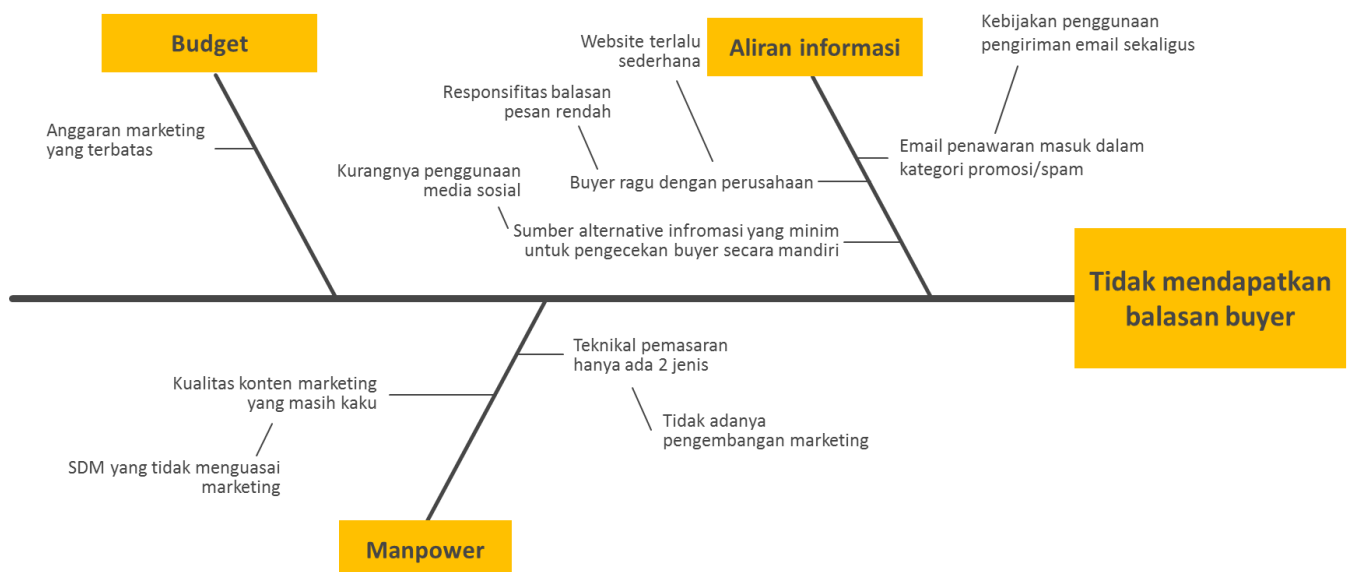 Budget
Anggaran marketing
yang terbatas
Website terlalu
sederhana
Responsifitas balasan
pesan rendah
Kurangnya penggunaan
media sosial
Aliran informasi
Kebijakan penggunaan
pengiriman email sekaligus
Email penawaran masuk dalam
kategori promosi/spam
Buyer ragu dengan perusahaan
Sumber alternative infromasi yang minim
untuk pengecekan buyer secara mandiri
Tidak mendapatkan
balasan buyer
Teknikal pemasaran
hanya ada 2 jenis
Kualitas konten marketing
yang masih kaku
Tidak adanya
pengembangan marketing
SDM yang tidak menguasai
marketing
Manpower